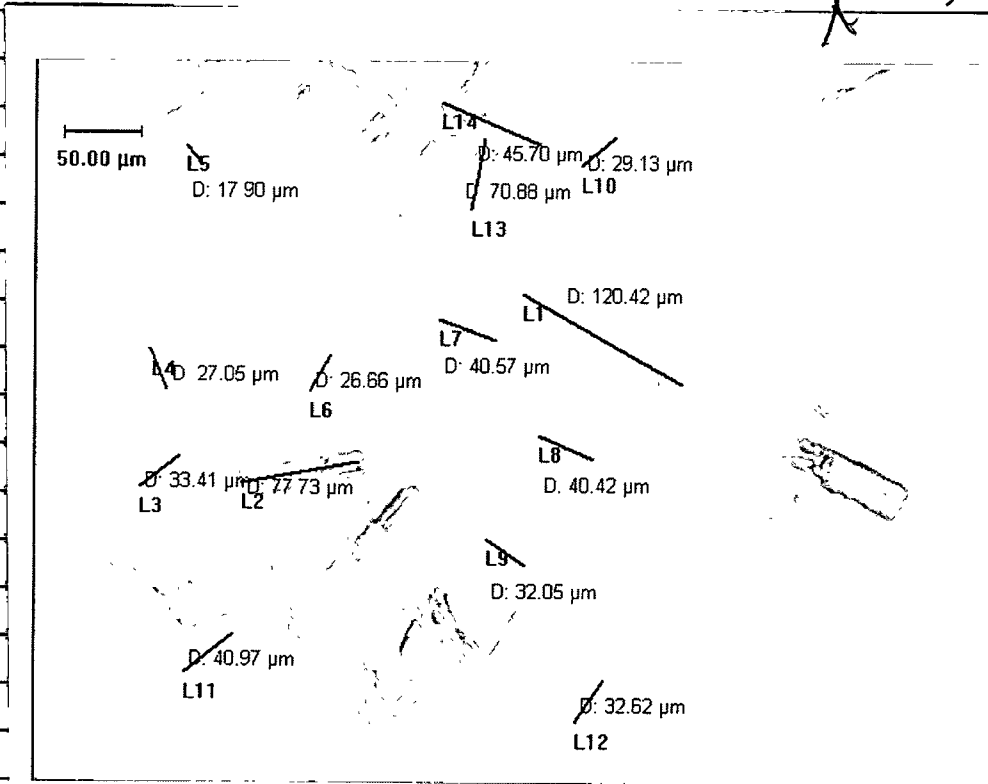 L14
50.00 µm
L5
D: 45.70 µm
D: 29.13 µm
D: 17 90 µm
D 70.88 µm
L10
L13
D: 120.42 µm
L1
L7
D: 40.57 µm
L4
D 27.05 µm
D: 26.66 µm
L6
L8
D. 40.42 µm
D: 33.41 µm
D: 77 73 µm
L3
L2
L9
D: 32.05 µm
D: 40.97 µm
L11
D: 32.62 µm
L12